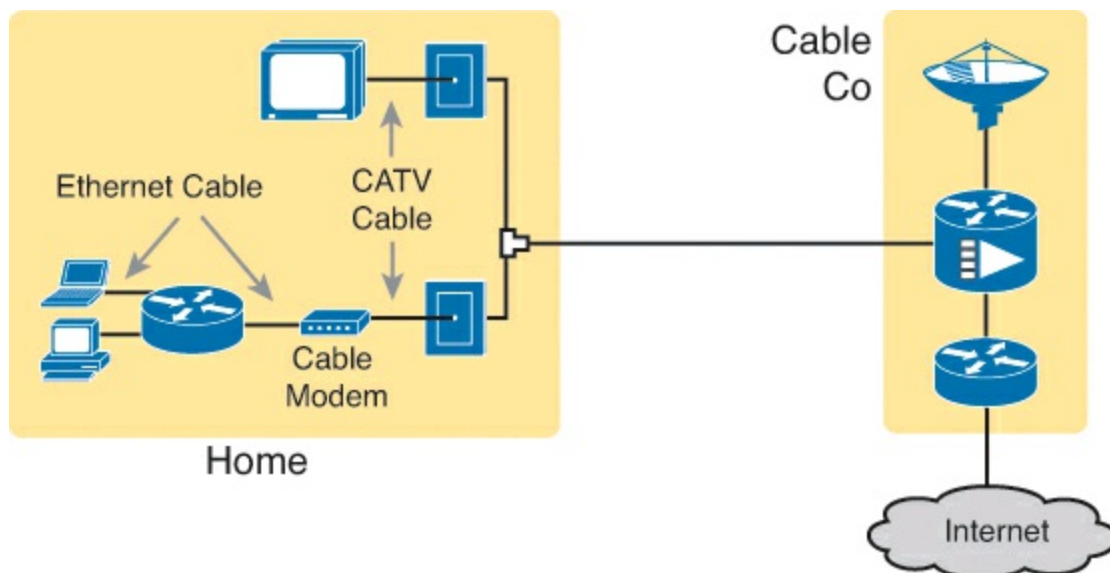 Cable
Co
Ethernet Cable
CATV
Cable
Cable
Modem
Home
Internet